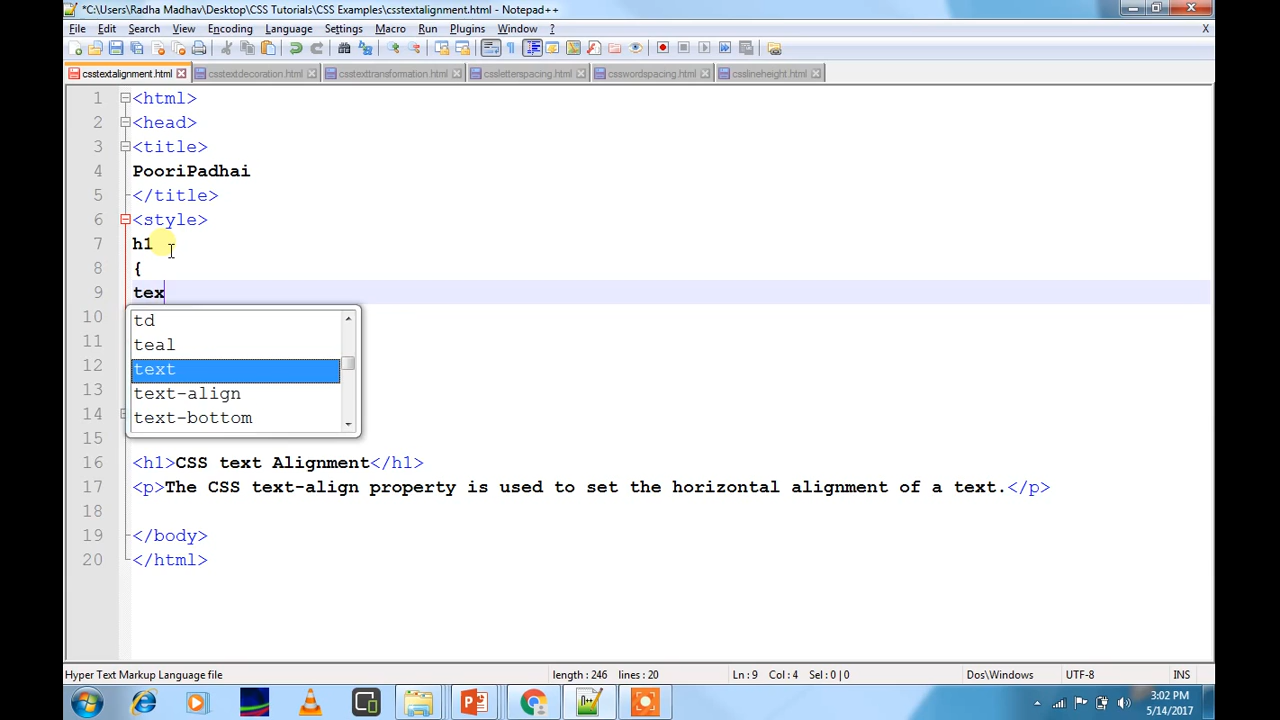 *C:\Users\Radha Madhav\Desktop\CSS Tutorials\CSS Examples\csstextalignment.html - Notepad++
File Edit Search View Encoding Language Settings Macro Run Plugins Window ? X
csstextalignment.html csstextdecoration.html csstexttransformation.html cssletterspacing.html csswordspacing.html csslineheight.html
1 <html>
2 <head>
3 <title>
4 PooriPadhai
5 </title>
6 <style>
7 h1
8 {
9 tex
10 td
11 teal
12 text
13 text-align
14 text-bottom
15
16 <h1>CSS text Alignment</h1>
17 <p>The CSS text-align property is used to set the horizontal alignment of a text.</p>
18
19 </body>
20 </html>
Hyper Text Markup Language file length : 246 lines : 20 Ln : 9 Col : 4 Sel : 0 | 0 Dos\Windows UTF-8 INS
3:02 PM
5/14/2017